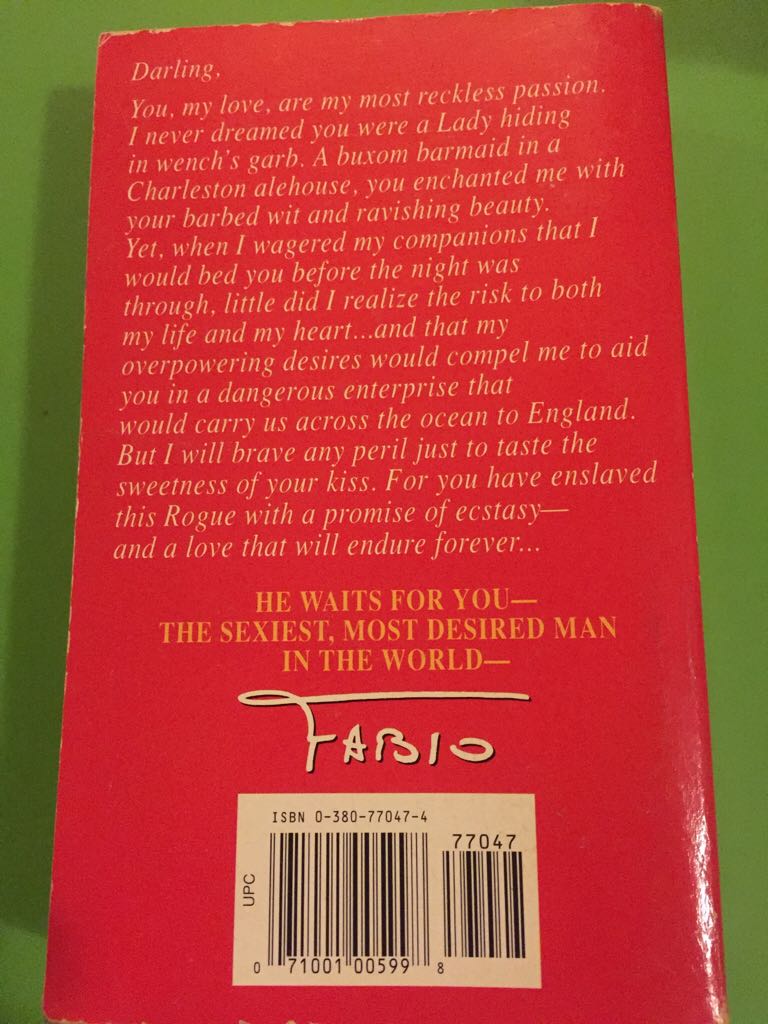 Darling,
You, my love, are my most reckless passion.
I never dreamed you were a Lady hiding
in wench's garb. A buxom barmaid in a
Charleston alehouse, you enchanted me with
your barbed wit and ravishing beauty.
Yet, when I wagered my companions that I
would bed you before the night was
through, little did I realize the risk to both
my life and my heart...and that my
overpowering desires would compel me to aid
you in a dangerous enterprise that
would carry us across the ocean to England.
But I will brave any peril just to taste the
sweetness of your kiss. For you have enslaved
this Rogue with a promise of ecstasy—
and a love that will endure forever...
HE WAITS FOR YOU—
THE SEXIEST, MOST DESIRED MAN
IN THE WORLD—
FABIO
ISBN 0-380-77047-4
77047
UPC
0 71001 00599 8